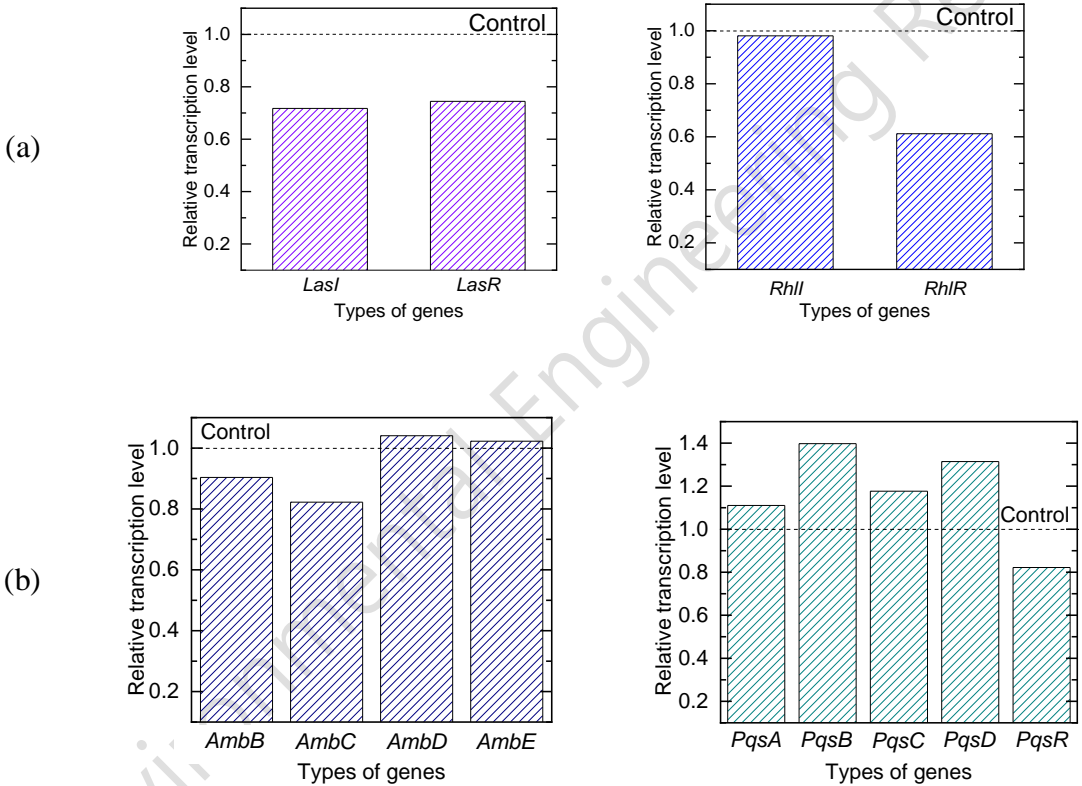 (a)
Control
Relative transcription level
1.0
0.8
0.6
0.4
0.2
LasI
LasR
Types of genes
Control
Relative transcription level
1.0
0.8
0.6
0.4
0.2
RhlI
RhlR
Types of genes
(b)
Control
Relative transcription level
1.0
0.8
0.6
0.4
0.2
AmbB
AmbC
AmbD
AmbE
Types of genes
Control
Relative transcription level
1.4
1.2
1.0
0.8
0.6
0.4
0.2
PqsA
PqsB
PqsC
PqsD
PqsR
Types of genes
Engineering